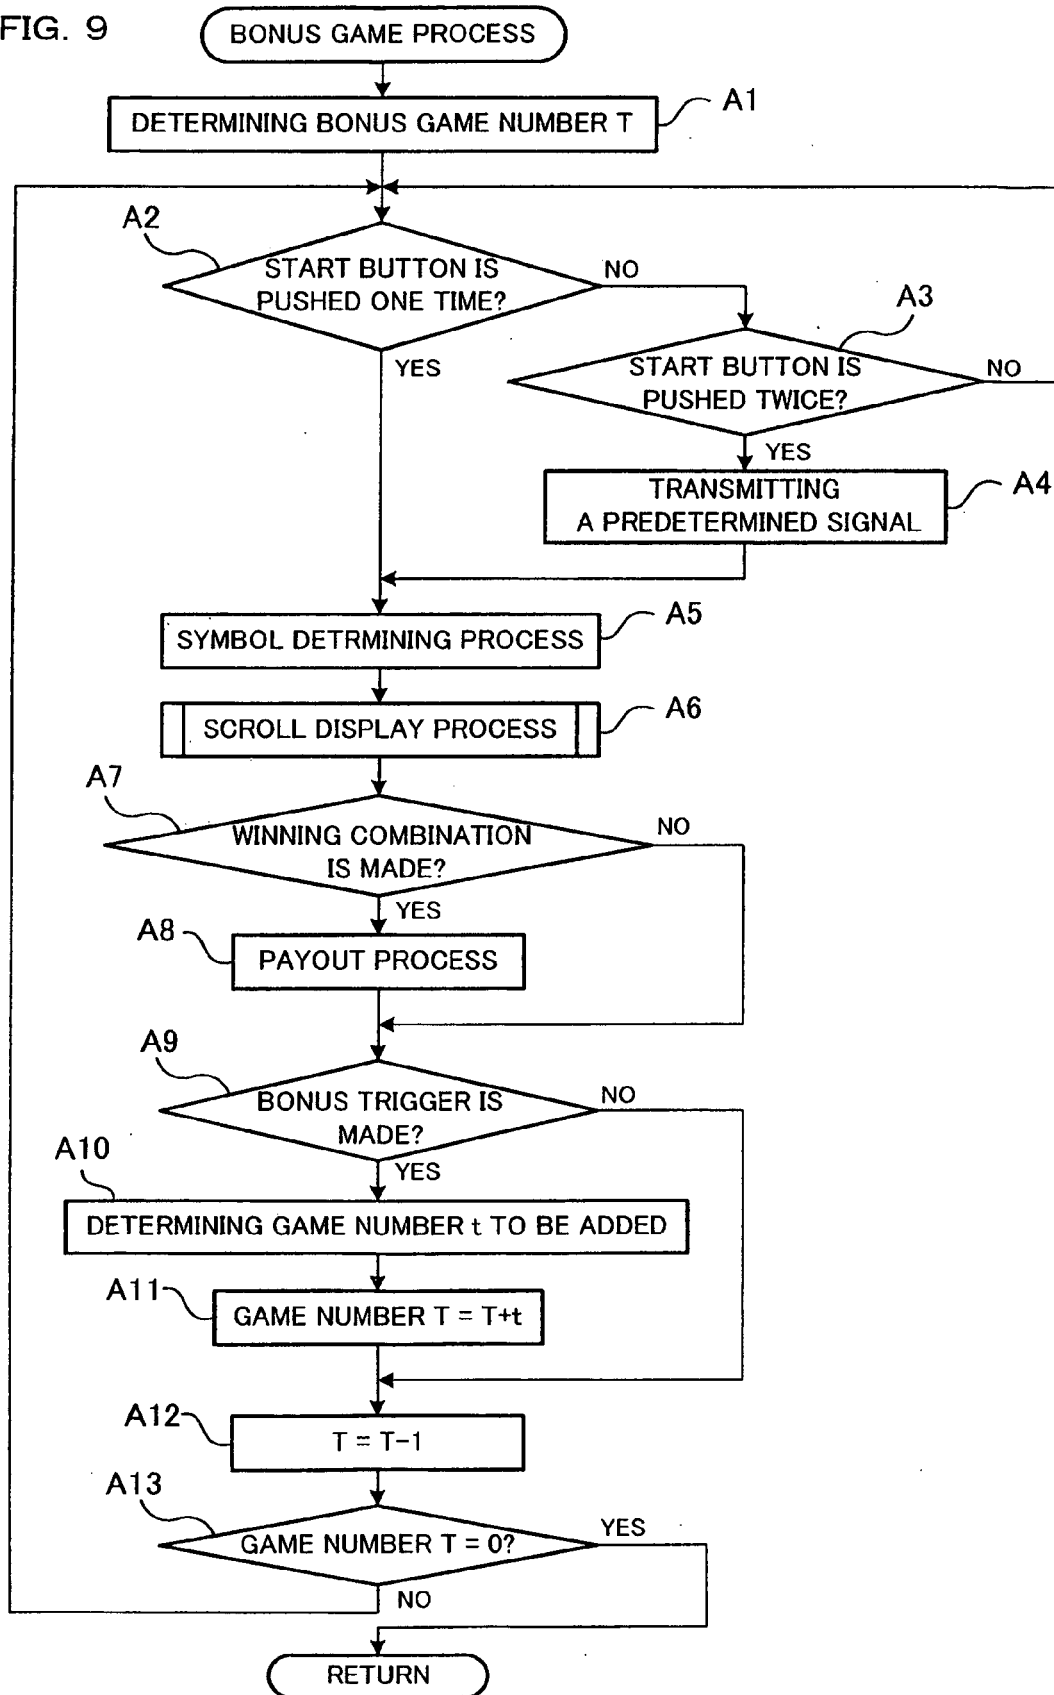 FIG. 9
BONUS GAME PROCESS
A1
DETERMINING BONUS GAME NUMBER T
A2
START BUTTON IS
PUSHED ONE TIME?
NO
YES
A3
START BUTTON IS
PUSHED TWICE?
NO
YES
A4
TRANSMITTING
A PREDETERMINED SIGNAL
A5
SYMBOL DETRMINING PROCESS
A6
SCROLL DISPLAY PROCESS
A7
WINNING COMBINATION
IS MADE?
NO
YES
A8
PAYOUT PROCESS
A9
BONUS TRIGGER IS
MADE?
NO
YES
A10
DETERMINING GAME NUMBER t TO BE ADDED
A11
GAME NUMBER T = T+t
A12
T = T-1
A13
GAME NUMBER T = 0?
YES
NO
RETURN